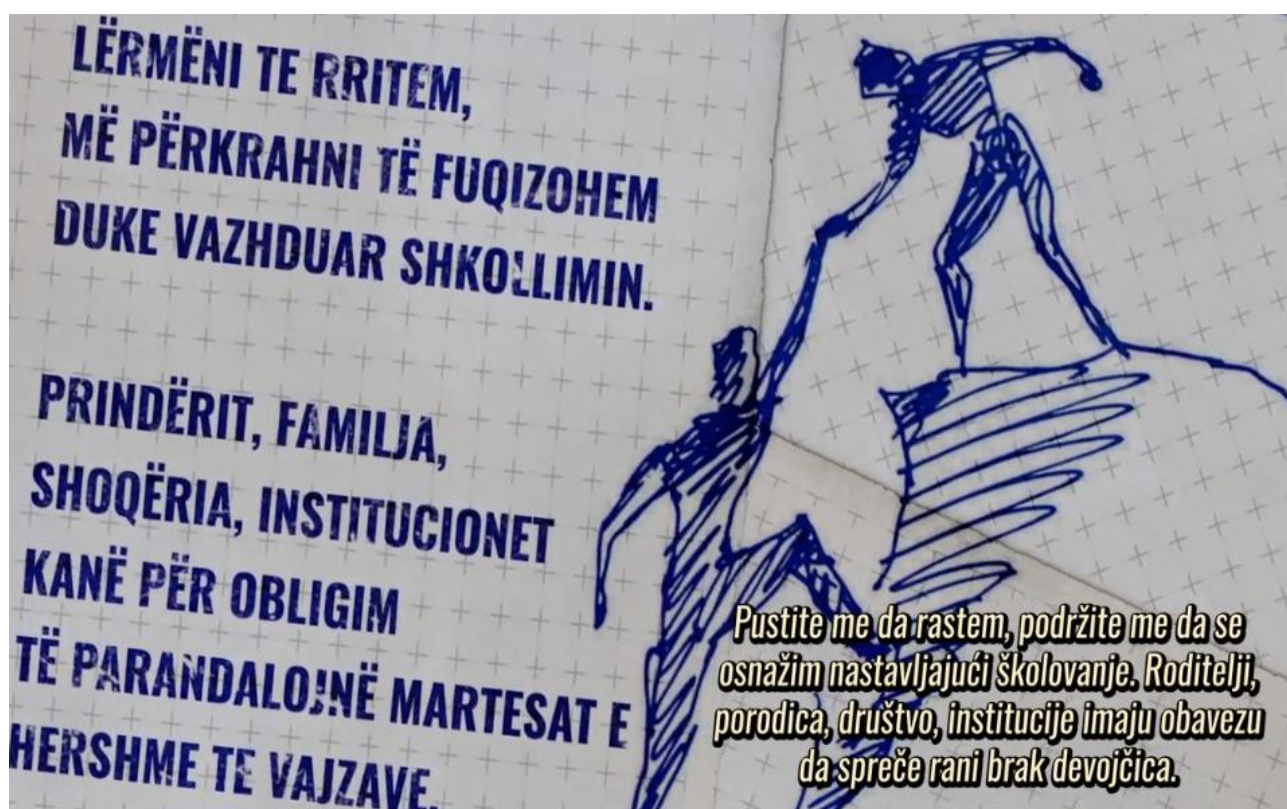 LËRMËNI TE RRITEM,
MË PËRKRAHNI TË FUQIZOHEM
DUKE VAZHDUAR SHKOLLIMIN.
PRINDËRIT, FAMILJA,
SHOQËRIA, INSTITUCIONET
KANË PËR OBLIGIM
TË PARANDALOJNË MARTESAT E
HERSHME TE VAJZAVE.
Pustite me da rastem, podržite me da se
osnažim nastavljajući školovanje. Roditelji,
porodica, društvo, institucije imaju obavezu
da spreče rani brak devojčica.